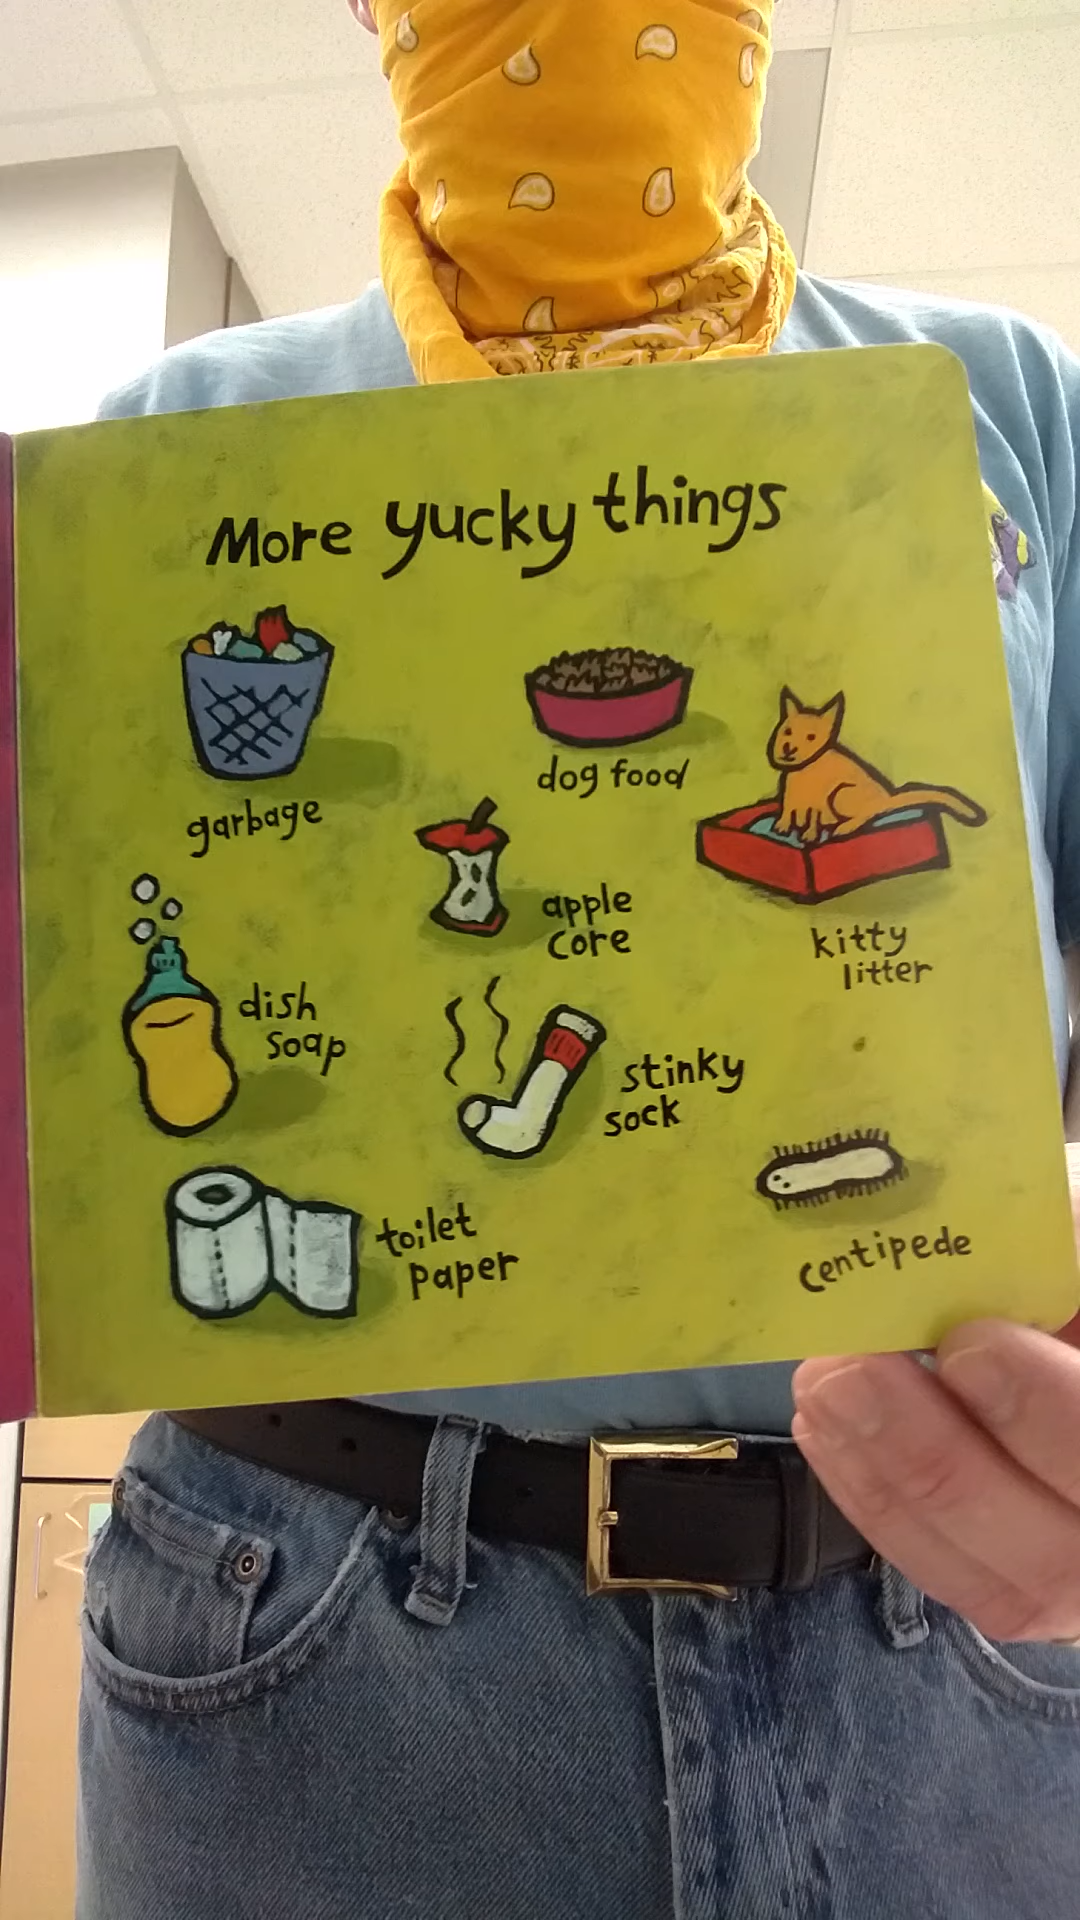 More yucky things
garbage
dog food
apple
core
kitty
litter
dish
soap
stinky
sock
toilet
paper
centipede